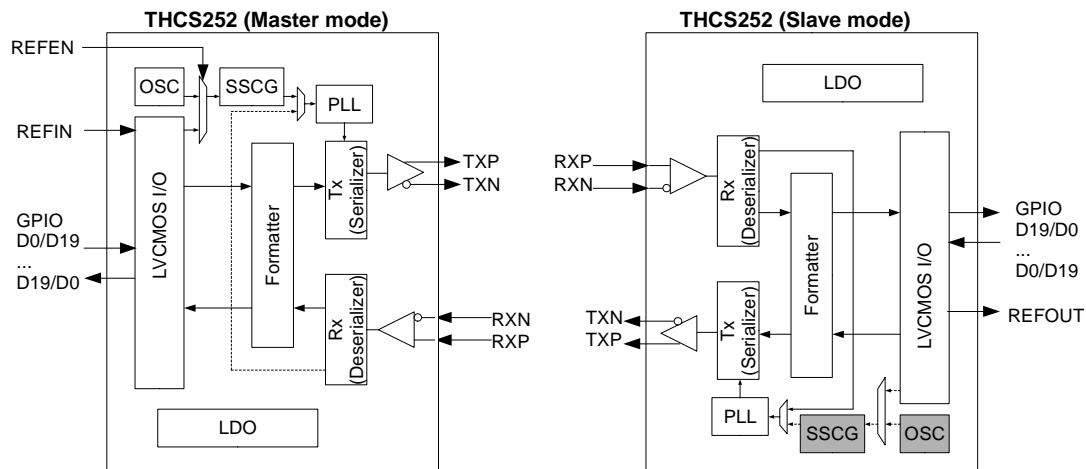 THCS252 (Master mode)
REFEN
OSC
SSCG
PLL
REFIN
LVCMOS I/O
Formatter
Tx
(Serializer)
TXP
TXN
GPIO
D0/D19
...
D19/D0
Rx
(Deserializer)
RXN
RXP
LDO
THCS252 (Slave mode)
LDO
RXP
RXN
Rx
(Deserializer)
Formatter
LVCMOS I/O
GPIO
D19/D0
...
D0/D19
REFOUT
TXN
TXP
Tx
(Serializer)
PLL
SSCG
OSC